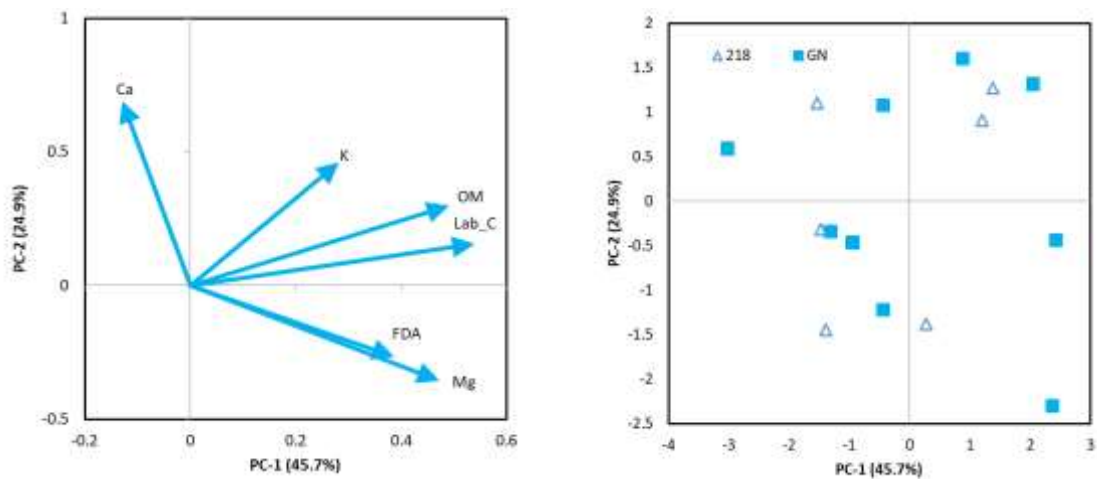 1
Ca
0.5
K
OM
Lab_C
0
FDA
Mg
-0.5
-0.2 0 0.2 0.4 0.6
PC-1 (45.7%)
PC-2 (24.9%)
2
218 GN
1.5
1
0.5
0
-0.5
-1
-1.5
-2
-2.5
-4 -3 -2 -1 0 1 2 3
PC-1 (45.7%)
PC-2 (24.9%)